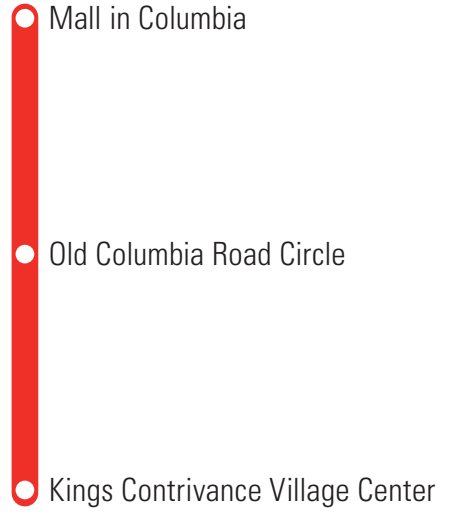 Mall in Columbia
Old Columbia Road Circle
Kings Contrivance Village Center